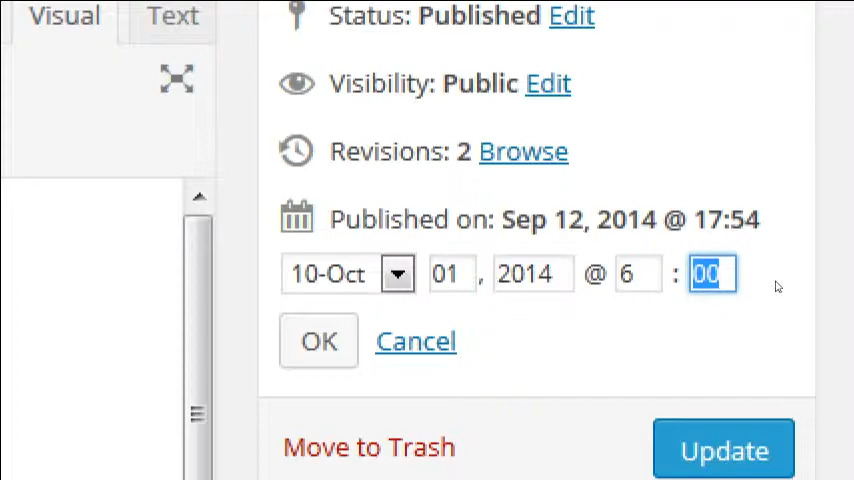 Visual Text
Status: Published Edit
Visibility: Public Edit
Revisions: 2 Browse
Published on: Sep 12, 2014 @ 17:54
10-Oct 01 , 2014 @ 6 : 00
OK Cancel
Move to Trash Update